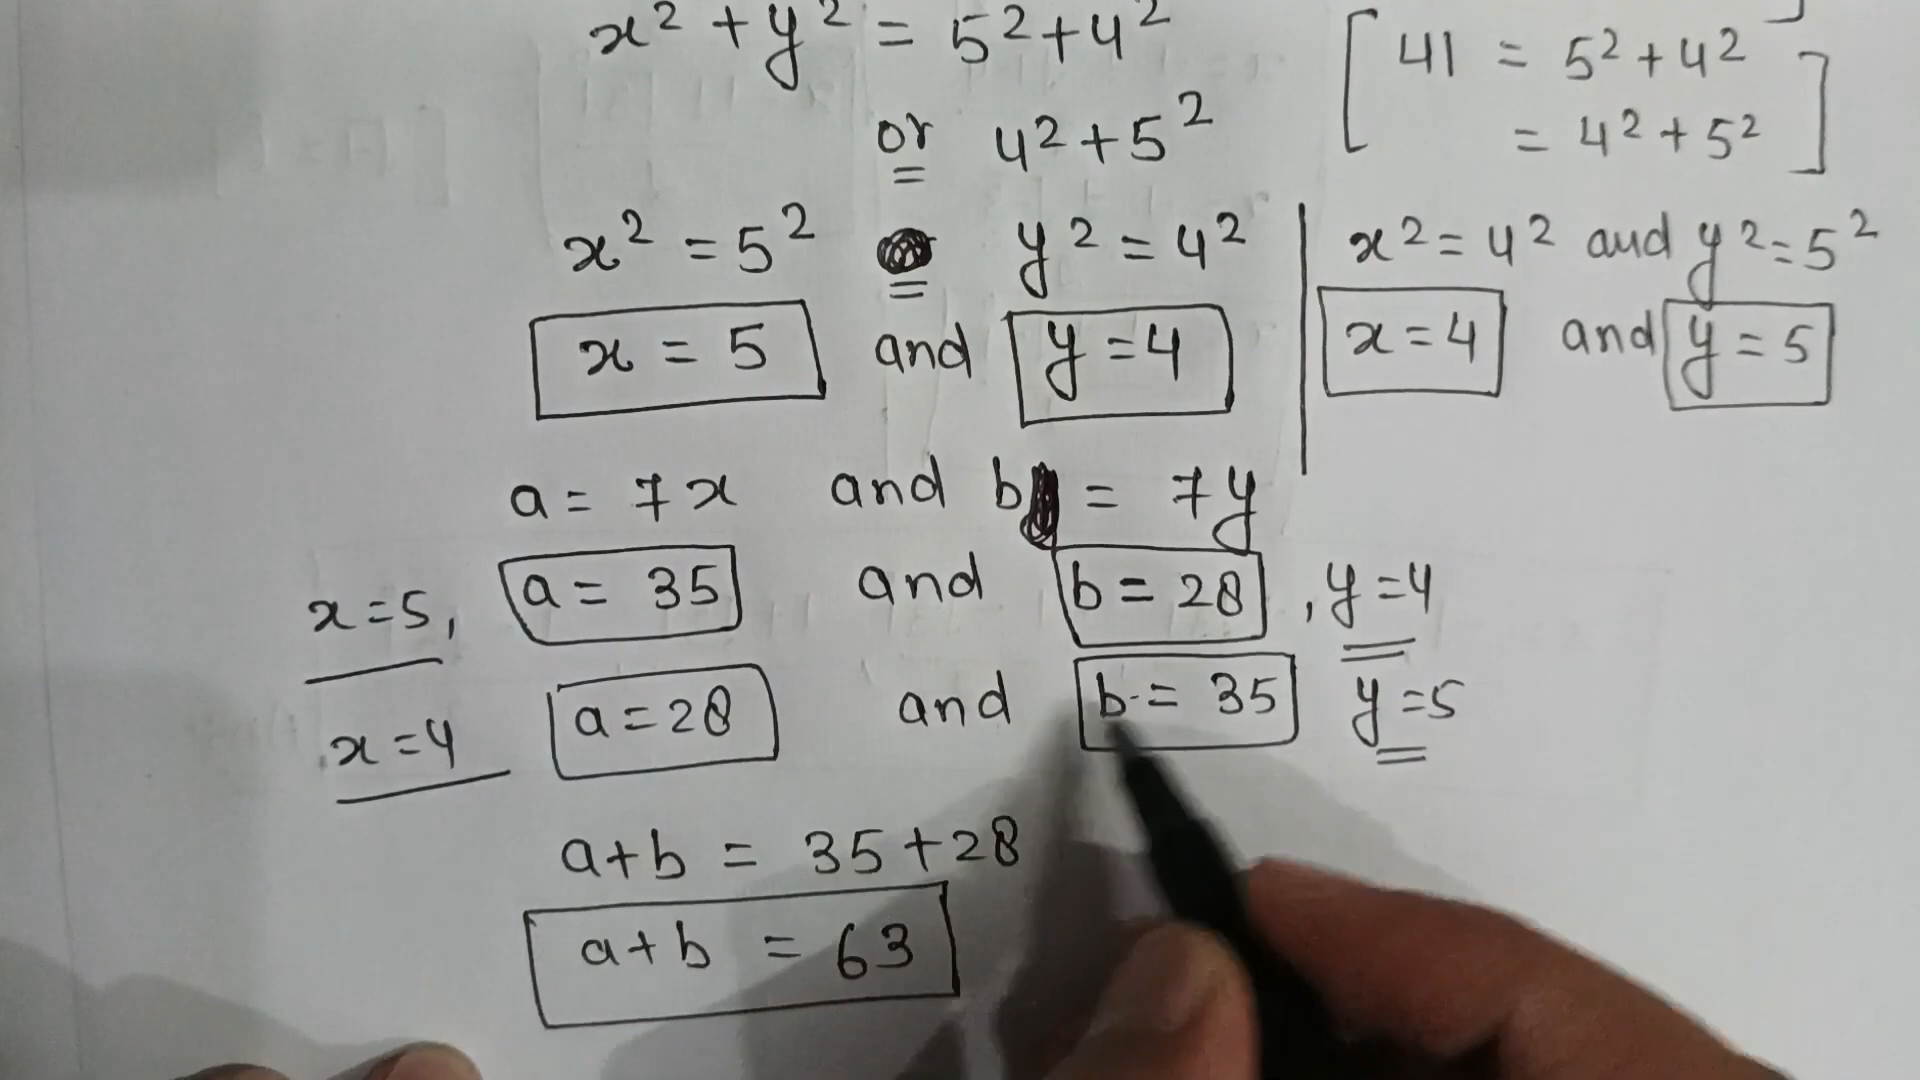 x² + y² = 5² + 4²
[ 41 = 5² + 4²
or 4² + 5²
= 4² + 5² ]
x² = 5² y² = 4² | x² = 4² and y² = 5²
x = 5 and y = 4 | x = 4 and y = 5
a = 7x and b = 7y
x = 5, a = 35 and b = 28 , y = 4
x = 4 a = 28 and b = 35 y = 5
a + b = 35 + 28
a + b = 63